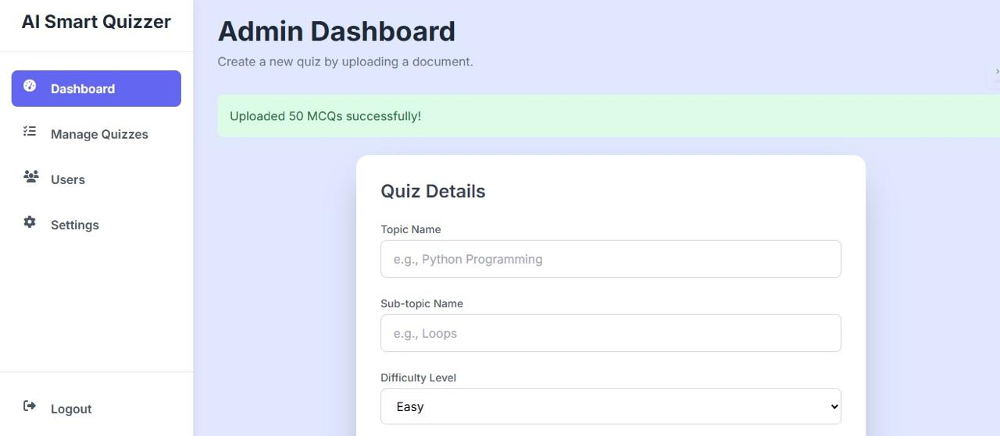 AI Smart Quizzer
Dashboard
Manage Quizzes
Users
Settings
Logout
Admin Dashboard
Create a new quiz by uploading a document.
Uploaded 50 MCQs successfully!
Quiz Details
Topic Name
e.g., Python Programming
Sub-topic Name
e.g., Loops
Difficulty Level
Easy